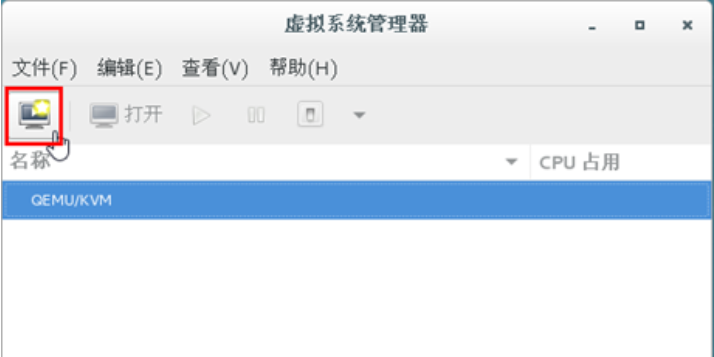 虚拟系统管理器
文件(F) 编辑(E) 查看(V) 帮助(H)
打开
名称 CPU 占用
QEMU/KVM